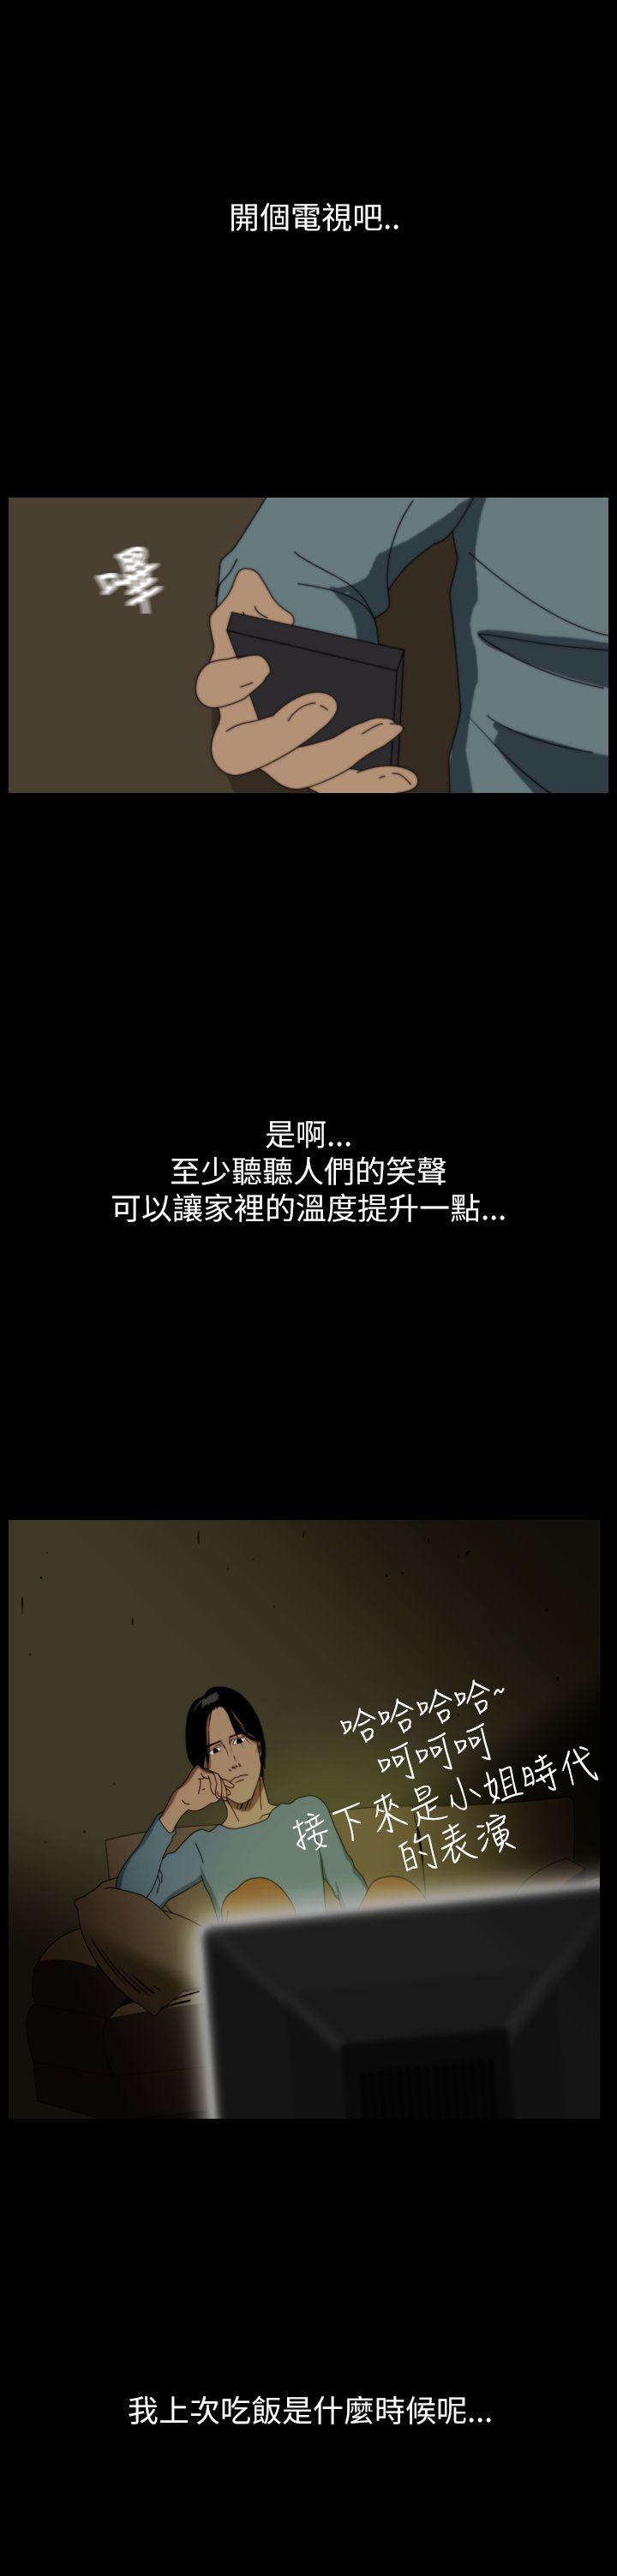 開個電視吧..
嗶
是啊...
至少聽聽人們的笑聲
可以讓家裡的溫度提升一點...
哈哈哈哈~
呵呵呵
接下來是小姐時代
的表演
我上次吃飯是什麼時候呢...